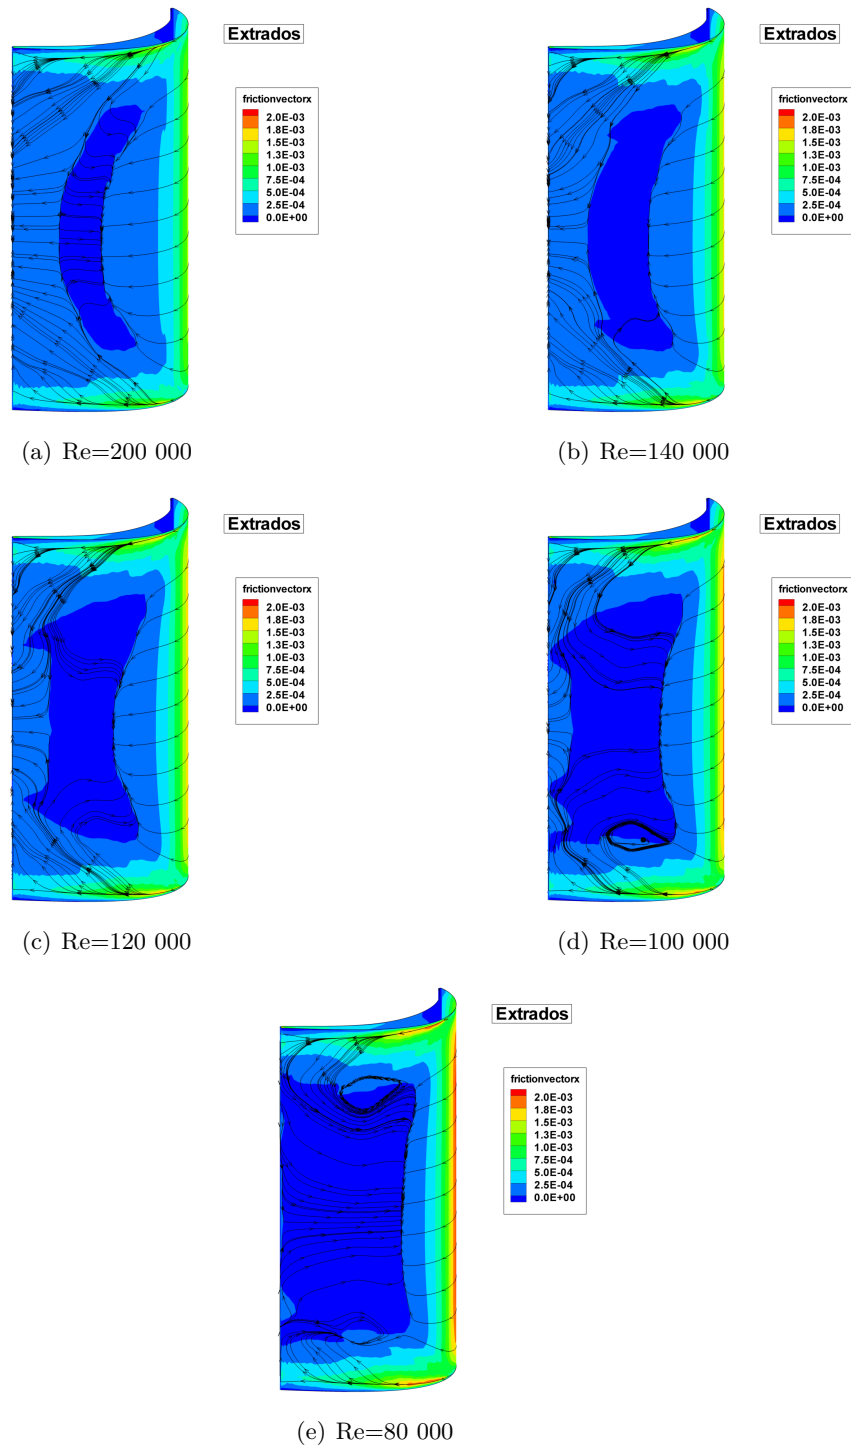 Extrados
frictionvectorx
2.0E-03
1.8E-03
1.5E-03
1.3E-03
1.0E-03
7.5E-04
5.0E-04
2.5E-04
0.0E+00
(a) Re=200 000
Extrados
frictionvectorx
2.0E-03
1.8E-03
1.5E-03
1.3E-03
1.0E-03
7.5E-04
5.0E-04
2.5E-04
0.0E+00
(b) Re=140 000
Extrados
frictionvectorx
2.0E-03
1.8E-03
1.5E-03
1.3E-03
1.0E-03
7.5E-04
5.0E-04
2.5E-04
0.0E+00
(c) Re=120 000
Extrados
frictionvectorx
2.0E-03
1.8E-03
1.5E-03
1.3E-03
1.0E-03
7.5E-04
5.0E-04
2.5E-04
0.0E+00
(d) Re=100 000
Extrados
frictionvectorx
2.0E-03
1.8E-03
1.5E-03
1.3E-03
1.0E-03
7.5E-04
5.0E-04
2.5E-04
0.0E+00
(e) Re=80 000